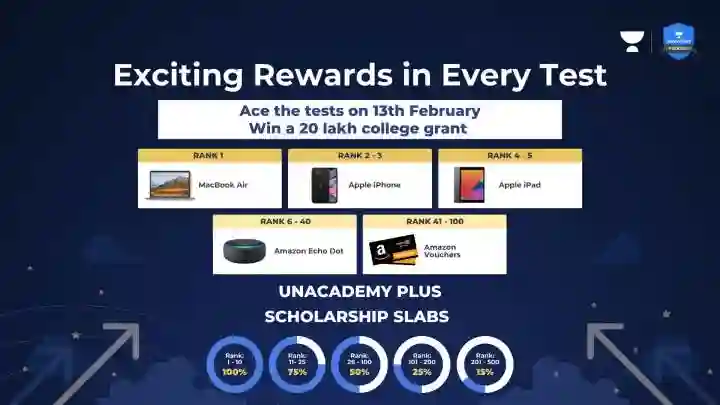 Exciting Rewards in Every Test
Ace the tests on 13th February
Win a 20 lakh college grant
RANK 1
MacBook Air
RANK 2 - 3
Apple iPhone
RANK 4 - 5
Apple iPad
RANK 6 - 40
Amazon Echo Dot
RANK 41 - 100
Amazon
Vouchers
UNACADEMY PLUS
SCHOLARSHIP SLABS
Rank:
1 - 10
100%
Rank:
11- 25
75%
Rank:
26 - 100
50%
Rank:
101 - 200
25%
Rank:
201 - 500
15%